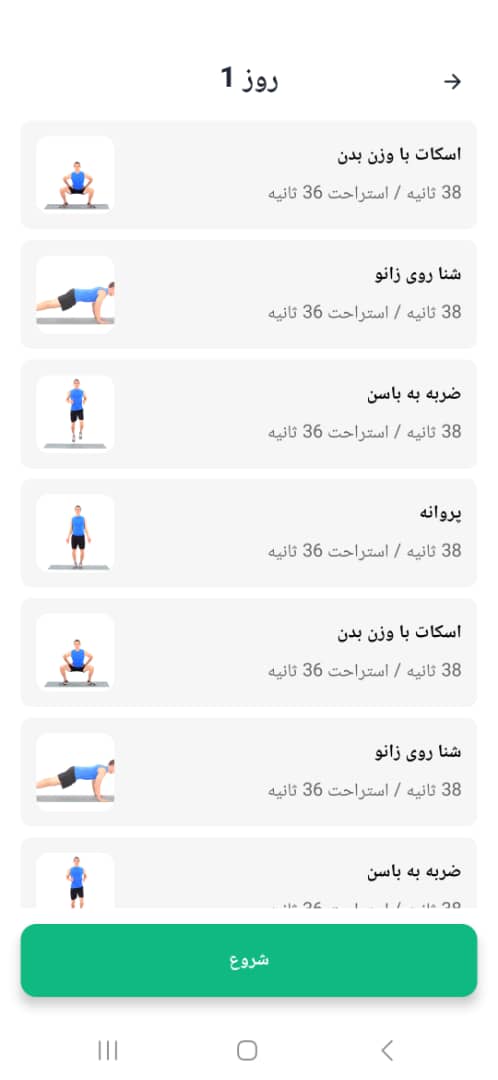 روز 1
اسکات با وزن بدن
38 ثانیه / استراحت 36 ثانیه
شنا روی زانو
38 ثانیه / استراحت 36 ثانیه
ضربه به باسن
38 ثانیه / استراحت 36 ثانیه
پروانه
38 ثانیه / استراحت 36 ثانیه
اسکات با وزن بدن
38 ثانیه / استراحت 36 ثانیه
شنا روی زانو
38 ثانیه / استراحت 36 ثانیه
ضربه به باسن
شروع